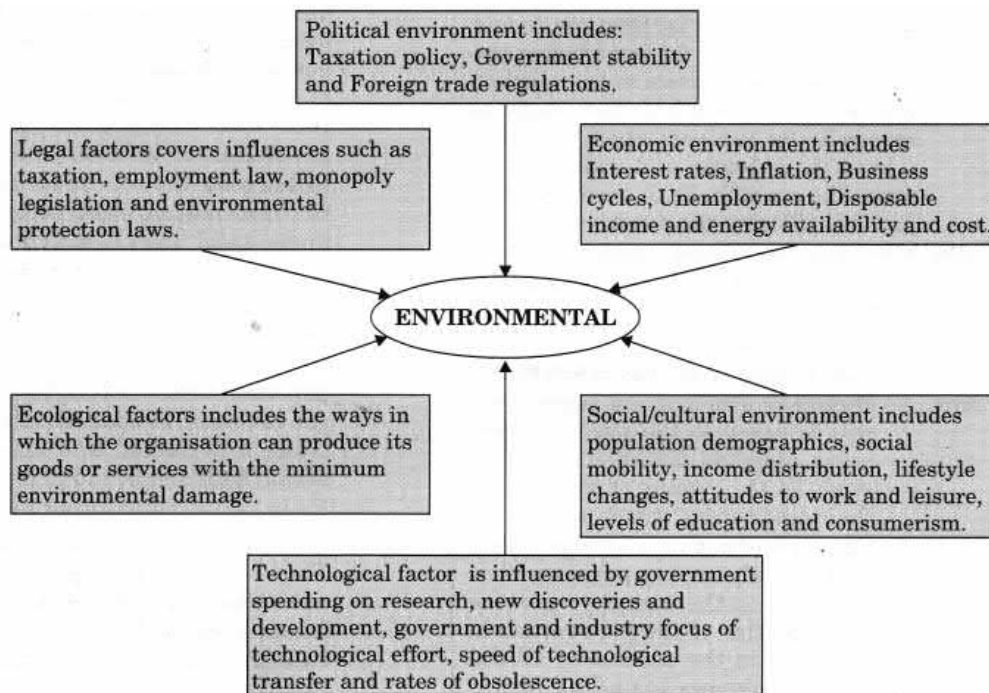 Political environment includes:
Taxation policy, Government stability
and Foreign trade regulations.
Legal factors covers influences such as
taxation, employment law, monopoly
legislation and environmental
protection laws.
Economic environment includes
Interest rates, Inflation, Business
cycles, Unemployment, Disposable
income and energy availability and cost.
ENVIRONMENTAL
Ecological factors includes the ways in
which the organisation can produce its
goods or services with the minimum
environmental damage.
Social/cultural environment includes
population demographics, social
mobility, income distribution, lifestyle
changes, attitudes to work and leisure,
levels of education and consumerism.
Technological factor is influenced by government
spending on research, new discoveries and
development, government and industry focus of
technological effort, speed of technological
transfer and rates of obsolescence.